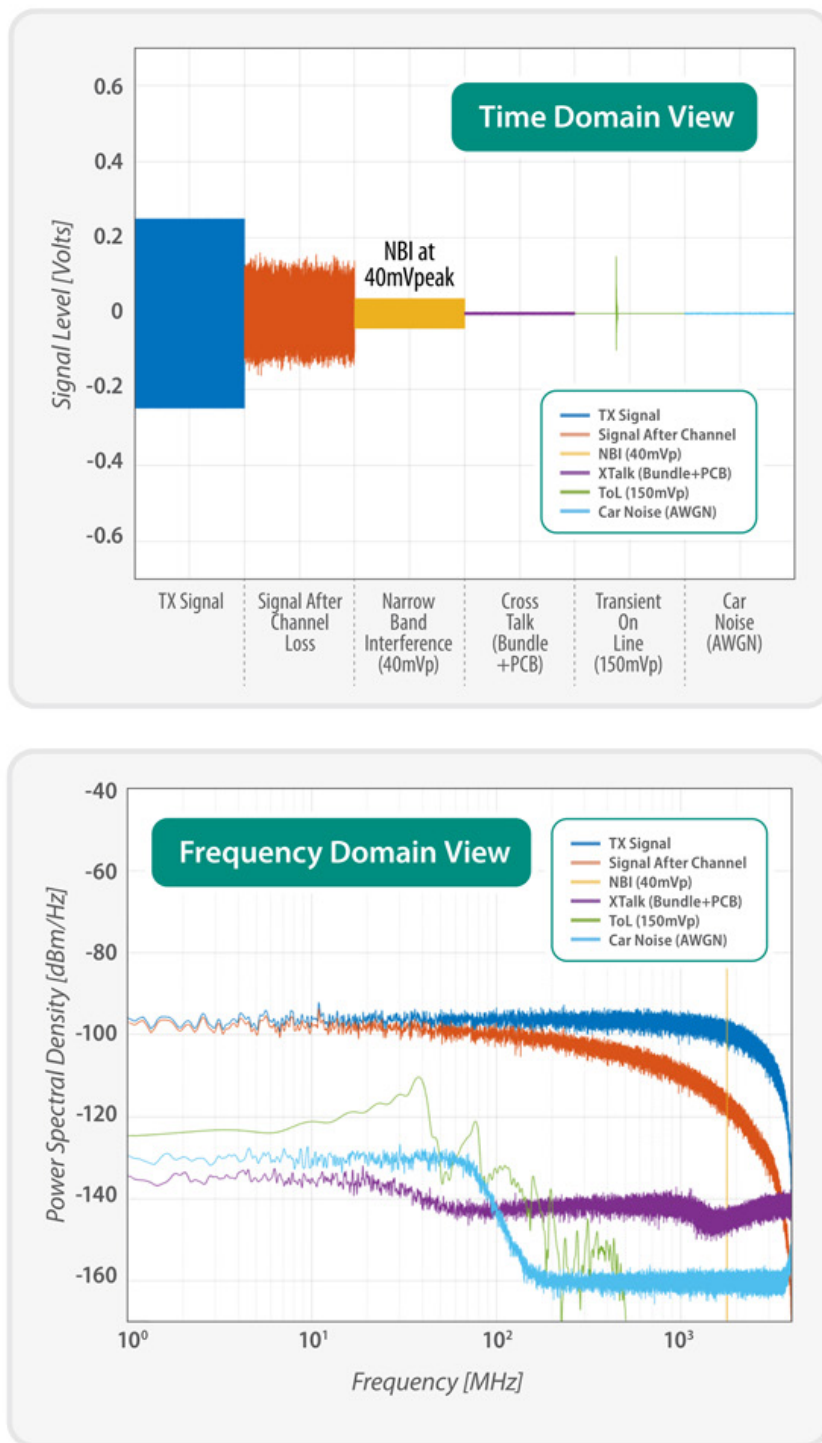 Time Domain View
0.6
0.4
0.2
0
-0.2
-0.4
-0.6
Signal Level [Volts]
NBI at
40mVpeak
TX Signal
Signal After Channel
NBI (40mVp)
XTalk (Bundle+PCB)
ToL (150mVp)
Car Noise (AWGN)
TX Signal
Signal After
Channel
Loss
Narrow
Band
Interference
(40mVp)
Cross
Talk
(Bundle
+PCB)
Transient
On
Line
(150mVp)
Car
Noise
(AWGN)
Frequency Domain View
-40
-60
-80
-100
-120
-140
-160
Power Spectral Density [dBm/Hz]
TX Signal
Signal After Channel
NBI (40mVp)
XTalk (Bundle+PCB)
ToL (150mVp)
Car Noise (AWGN)
10⁰ 10¹ 10² 10³
Frequency [MHz]